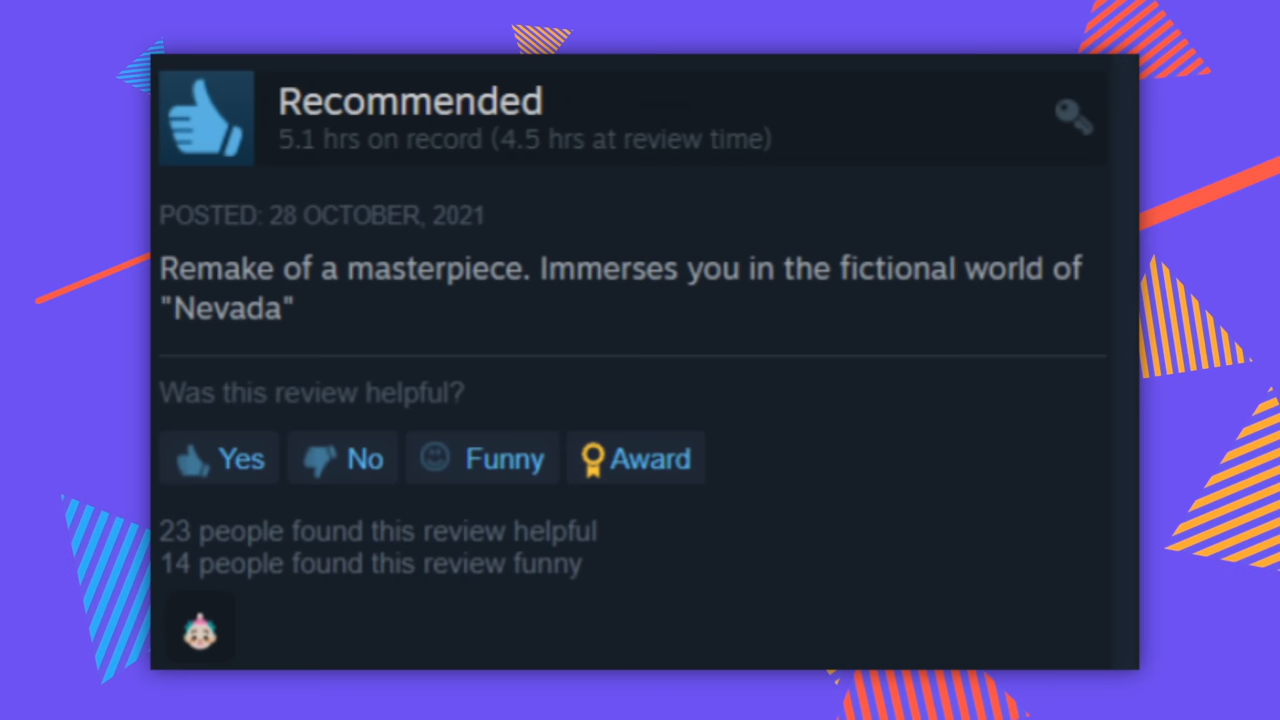 Recommended
5.1 hrs on record (4.5 hrs at review time)
POSTED: 28 OCTOBER, 2021
Remake of a masterpiece. Immerses you in the fictional world of
"Nevada"
Was this review helpful?
Yes No Funny Award
23 people found this review helpful
14 people found this review funny